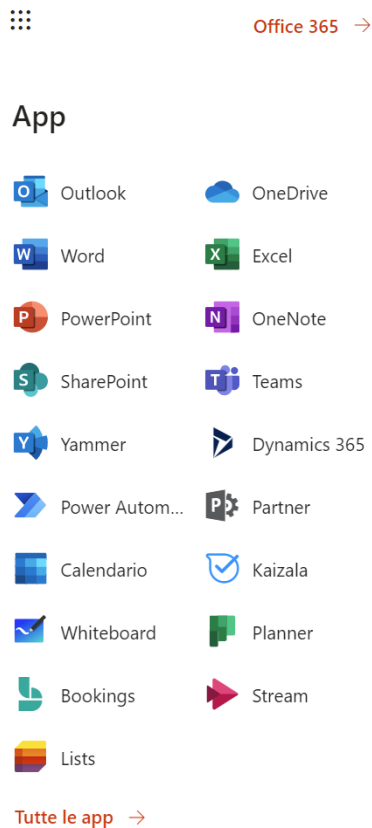 Office 365
App
Outlook
OneDrive
Word
Excel
PowerPoint
OneNote
SharePoint
Teams
Yammer
Dynamics 365
Power Autom...
Partner
Calendario
Kaizala
Whiteboard
Planner
Bookings
Stream
Lists
Tutte le app